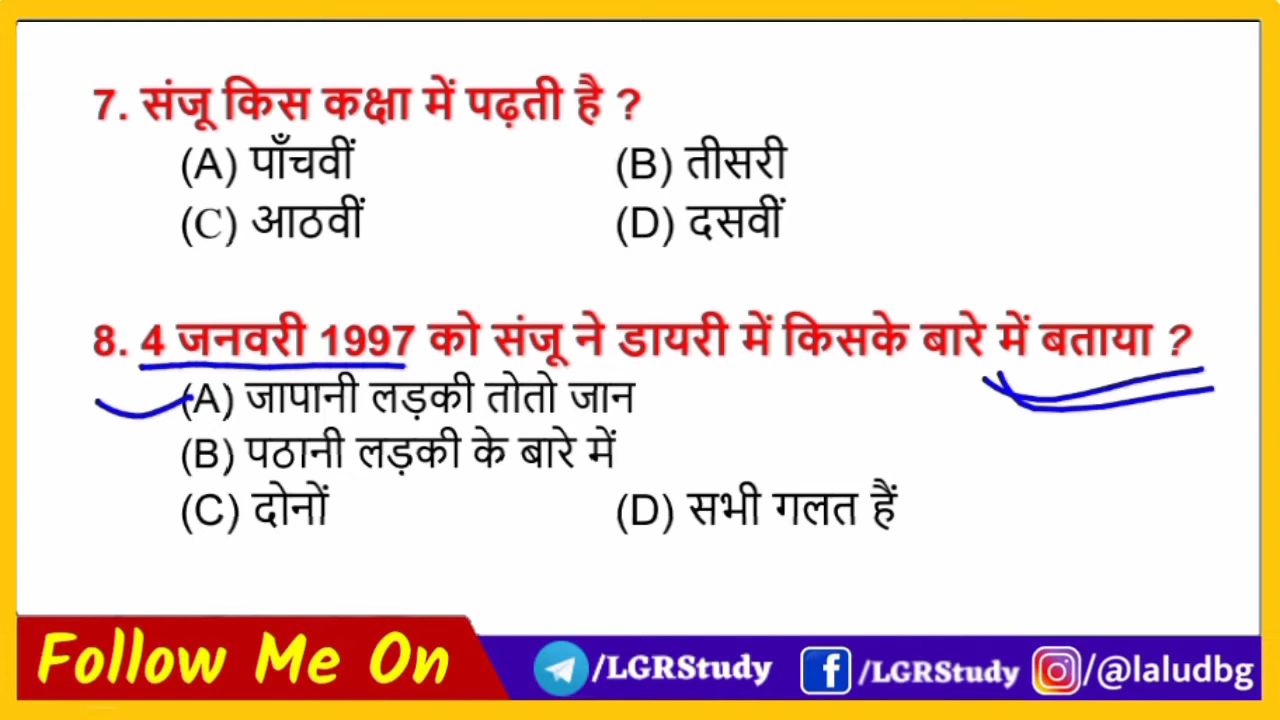 7. संजू किस कक्षा में पढ़ती है ?
(A) पाँचवीं (B) तीसरी
(C) आठवीं (D) दसवीं
8. 4 जनवरी 1997 को संजू ने डायरी में किसके बारे में बताया ?
(A) जापानी लड़की तोतो जान
(B) पठानी लड़की के बारे में
(C) दोनों (D) सभी गलत हैं
Follow Me On /LGRStudy /LGRStudy /@laludbg